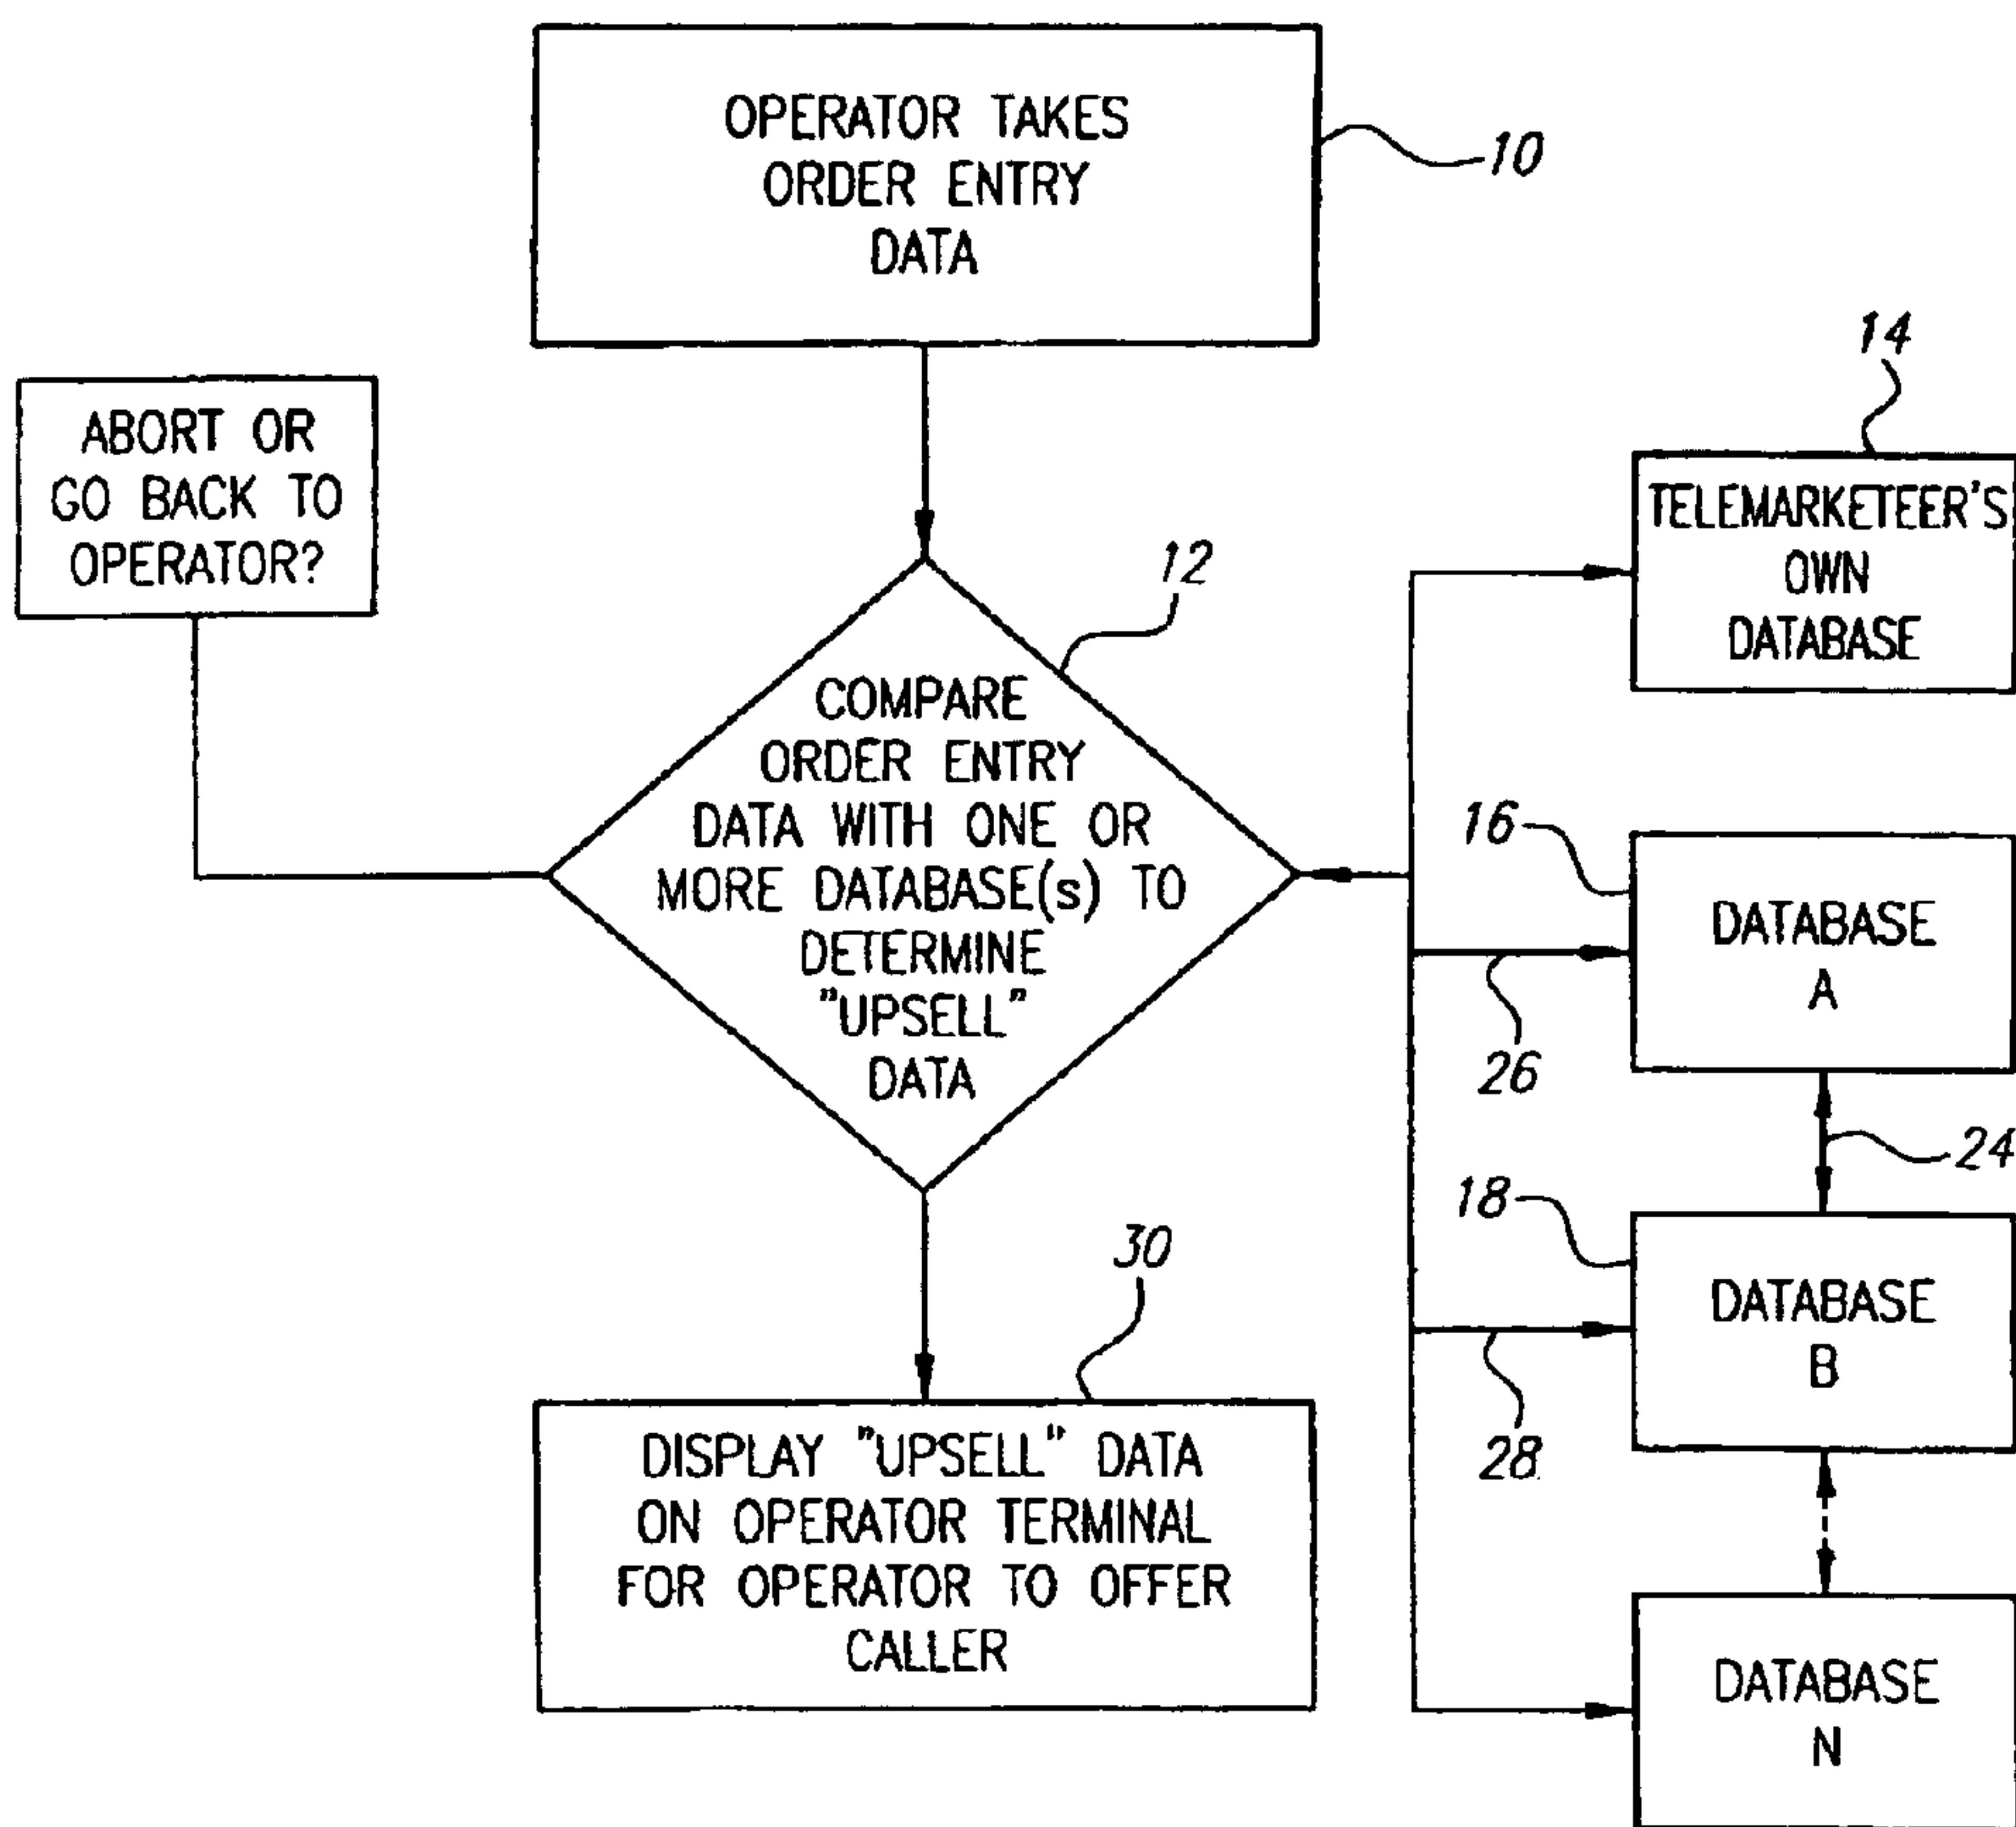 OPERATOR TAKES
ORDER ENTRY
DATA
10
ABORT OR
GO BACK TO
OPERATOR?
14
TELEMARKETEER'S
OWN
DATABASE
12
COMPARE
ORDER ENTRY
DATA WITH ONE OR
MORE DATABASE(s) TO
DETERMINE
"UPSELL"
DATA
16
DATABASE
A
26
24
18
DATABASE
B
28
30
DISPLAY "UPSELL" DATA
ON OPERATOR TERMINAL
FOR OPERATOR TO OFFER
CALLER
DATABASE
N